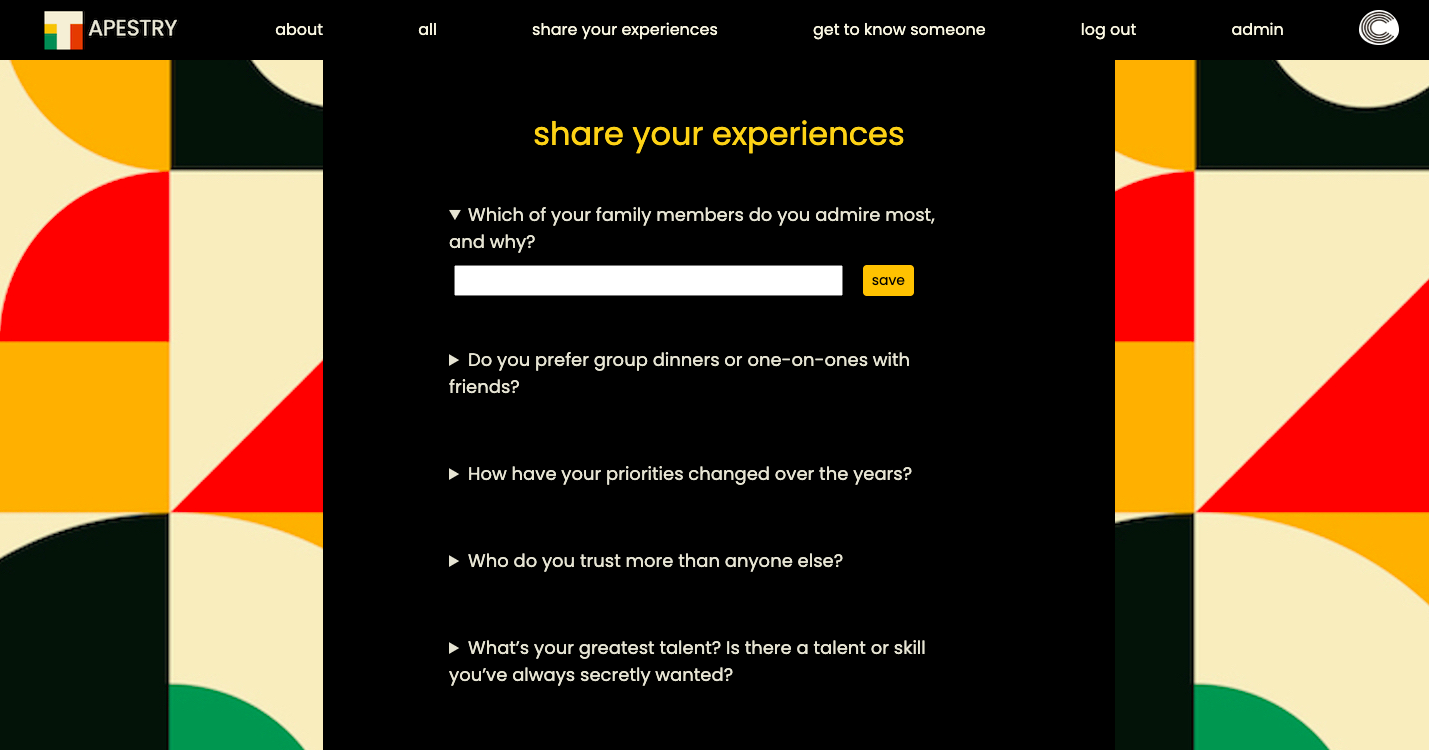 TAPESTRY about all share your experiences get to know someone log out admin
share your experiences
Which of your family members do you admire most,
and why?
save
Do you prefer group dinners or one-on-ones with
friends?
How have your priorities changed over the years?
Who do you trust more than anyone else?
What's your greatest talent? Is there a talent or skill
you've always secretly wanted?